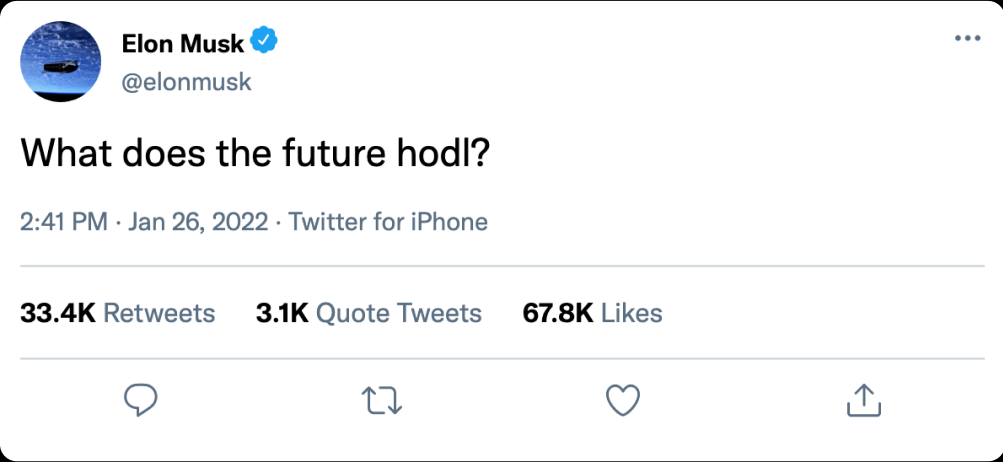 Elon Musk
@elonmusk
What does the future hodl?
2:41 PM · Jan 26, 2022 · Twitter for iPhone
33.4K Retweets 3.1K Quote Tweets 67.8K Likes